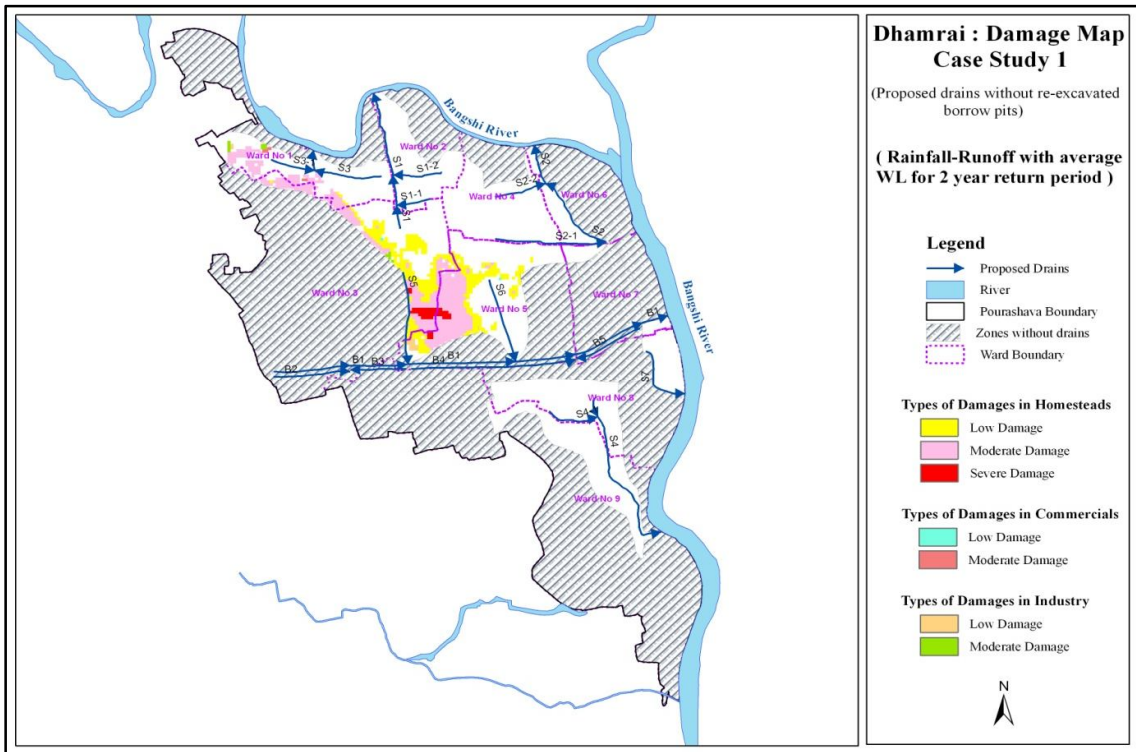 Dhamrai : Damage Map
Case Study 1
(Proposed drains without re-excavated
borrow pits)
( Rainfall-Runoff with average
WL for 2 year return period )
Legend
Proposed Drains
River
Pourashava Boundary
Zones without drains
Ward Boundary
Types of Damages in Homesteads
Low Damage
Moderate Damage
Severe Damage
Types of Damages in Commercials
Low Damage
Moderate Damage
Types of Damages in Industry
Low Damage
Moderate Damage
N
Bangshi River
Bangshi River
Ward No 1
Ward No 2
Ward No 3
Ward No 4
Ward No 5
Ward No 6
Ward No 7
Ward No 8
Ward No 9
S3-1
S3
S1
S1-2
S1-1
S1
S2
S2-2
S2
S2-1
S5
S6
B1
B5
B2
B1
B3
B4
B1
S7
S4
S4